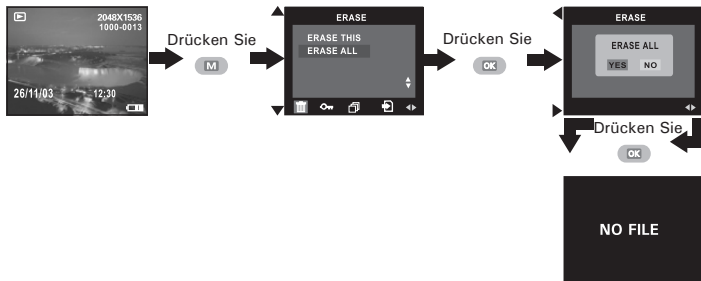 2048X1536
1000-0013
26/11/03 12:30
Drücken Sie
M
ERASE
ERASE THIS
ERASE ALL
Drücken Sie
OK
ERASE
ERASE ALL
YES NO
Drücken Sie
OK
NO FILE